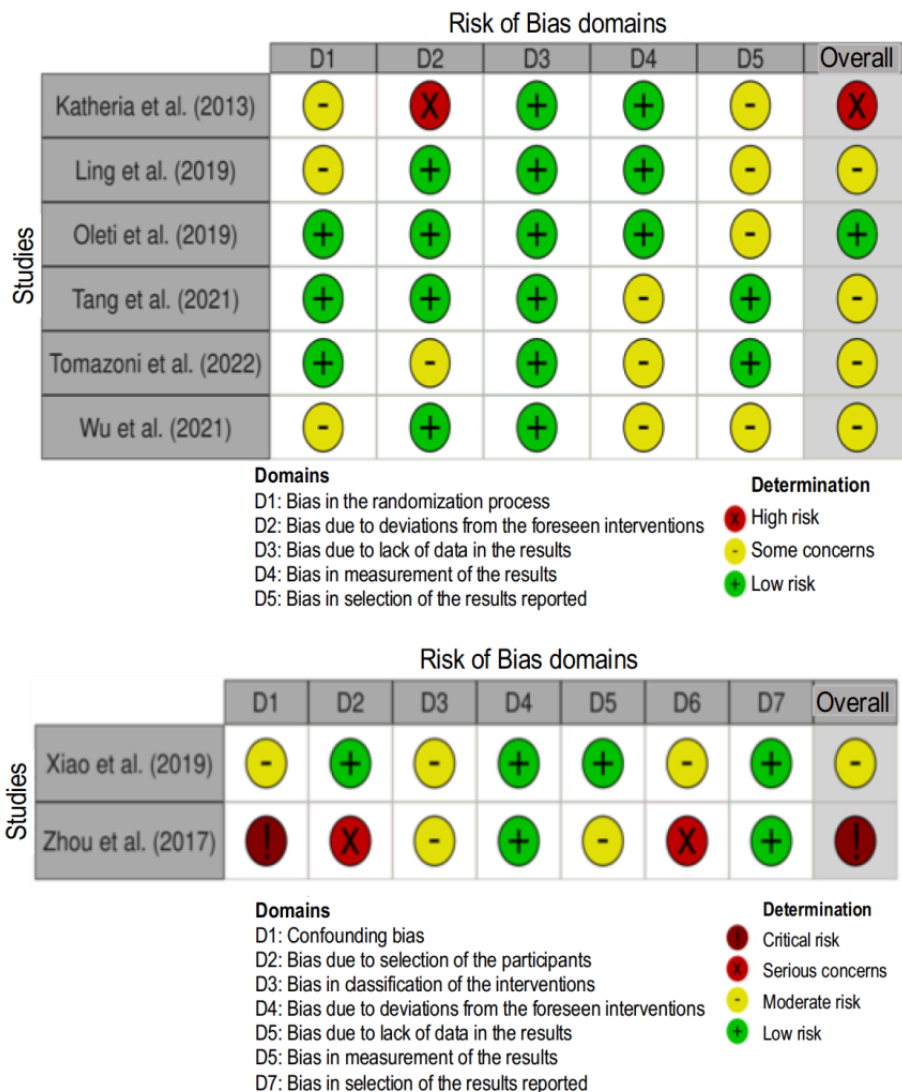 Risk of Bias domains
D1 D2 D3 D4 D5 Overall
Studies
Katheria et al. (2013) - X + + - X
Ling et al. (2019) - + + + - -
Oleti et al. (2019) + + + + - +
Tang et al. (2021) + + + - + -
Tomazoni et al. (2022) + - + - + -
Wu et al. (2021) - + + - - -
Domains
D1: Bias in the randomization process
D2: Bias due to deviations from the foreseen interventions
D3: Bias due to lack of data in the results
D4: Bias in measurement of the results
D5: Bias in selection of the results reported
Determination
X High risk
- Some concerns
+ Low risk
Risk of Bias domains
D1 D2 D3 D4 D5 D6 D7 Overall
Studies
Xiao et al. (2019) - + - + + - + -
Zhou et al. (2017) ! X - + - X + !
Domains
D1: Confounding bias
D2: Bias due to selection of the participants
D3: Bias in classification of the interventions
D4: Bias due to deviations from the foreseen interventions
D5: Bias due to lack of data in the results
D5: Bias in measurement of the results
D7: Bias in selection of the results reported
Determination
! Critical risk
X Serious concerns
- Moderate risk
+ Low risk